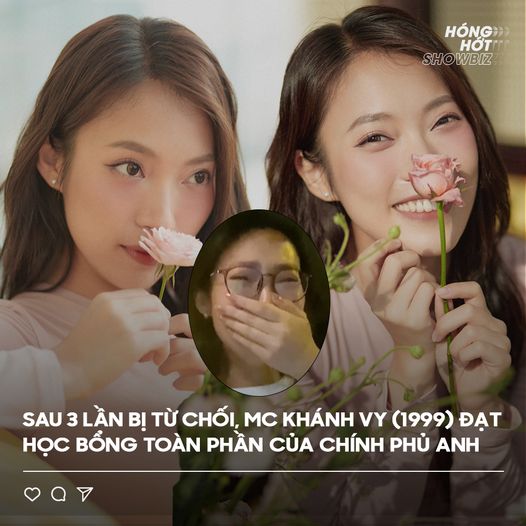 HÓNG
HỚT
SHOWBIZ
SAU 3 LẦN BỊ TỪ CHỐI, MC KHÁNH VY (1999) ĐẠT
HỌC BỔNG TOÀN PHẦN CỦA CHÍNH PHỦ ANH